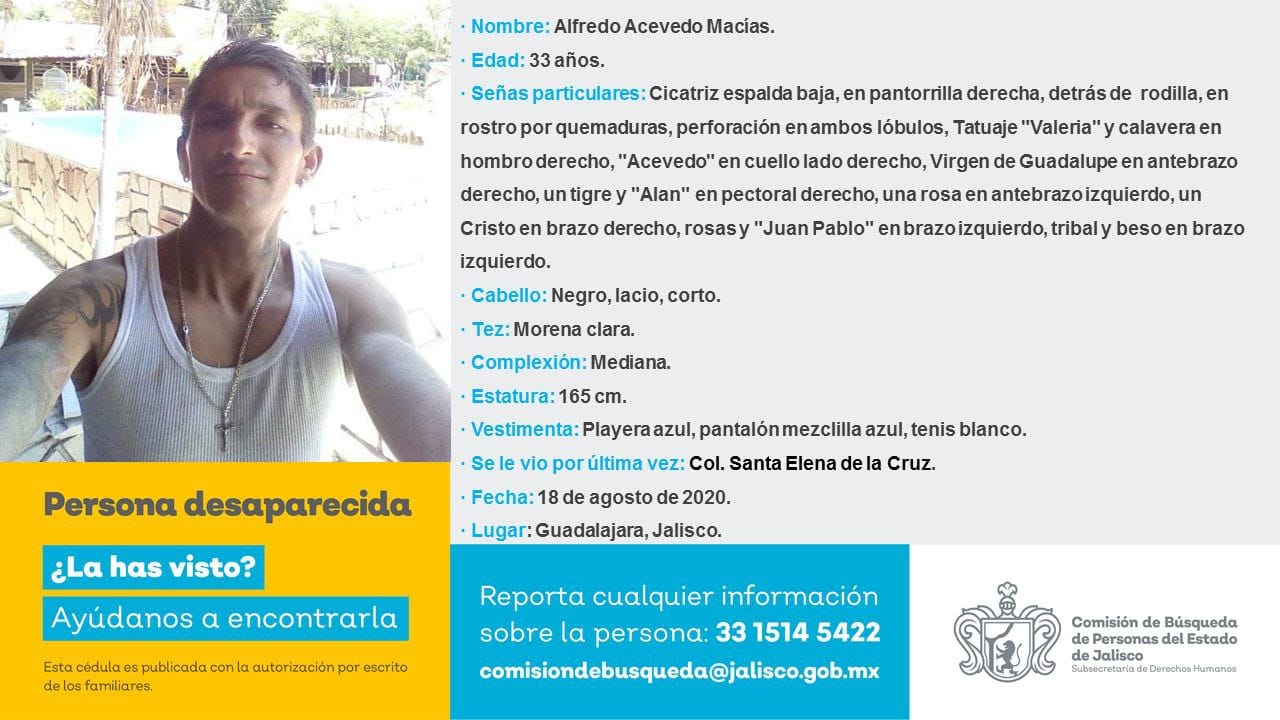 · Nombre: Alfredo Acevedo Macías.
· Edad: 33 años.
· Señas particulares: Cicatriz espalda baja, en pantorrilla derecha, detrás de rodilla, en
rostro por quemaduras, perforación en ambos lóbulos, Tatuaje "Valeria" y calavera en
hombro derecho, "Acevedo" en cuello lado derecho, Virgen de Guadalupe en antebrazo
derecho, un tigre y "Alan" en pectoral derecho, una rosa en antebrazo izquierdo, un
Cristo en brazo derecho, rosas y "Juan Pablo" en brazo izquierdo, tribal y beso en brazo
izquierdo.
· Cabello: Negro, lacio, corto.
· Tez: Morena clara.
· Complexión: Mediana.
· Estatura: 165 cm.
· Vestimenta: Playera azul, pantalón mezclilla azul, tenis blanco.
· Se le vio por última vez: Col. Santa Elena de la Cruz.
· Fecha: 18 de agosto de 2020.
· Lugar: Guadalajara, Jalisco.
Persona desaparecida
¿La has visto?
Ayúdanos a encontrarla
Esta cédula es publicada con la autorización por escrito
de los familiares.
Reporta cualquier información
sobre la persona: 33 1514 5422
comisiondebusqueda@jalisco.gob.mx
Comisión de Búsqueda
de Personas del Estado
de Jalisco
Subsecretaría de Derechos Humanos